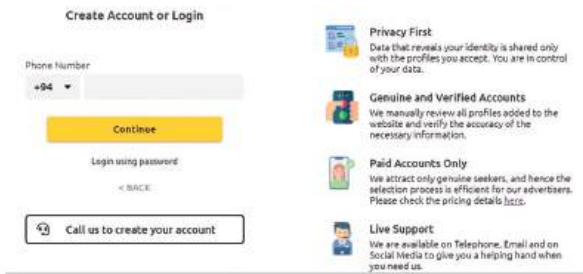 Create Account or Login
Phone Number
+94
Continue
Login using password
< BACK
Call us to create your account
Privacy First
Data that reveals your identity is shared only
with the profiles you accept. You are in control
of your data.
Genuine and Verified Accounts
We manually review all profiles added to the
website and verify the accuracy of the
necessary information.
Paid Accounts Only
We attract only genuine seekers, and hence the
selection process is efficient for our advertisers.
Please check the pricing details here.
Live Support
We are available on Telephone, Email and on
Social Media to give you a helping hand when
you need us.